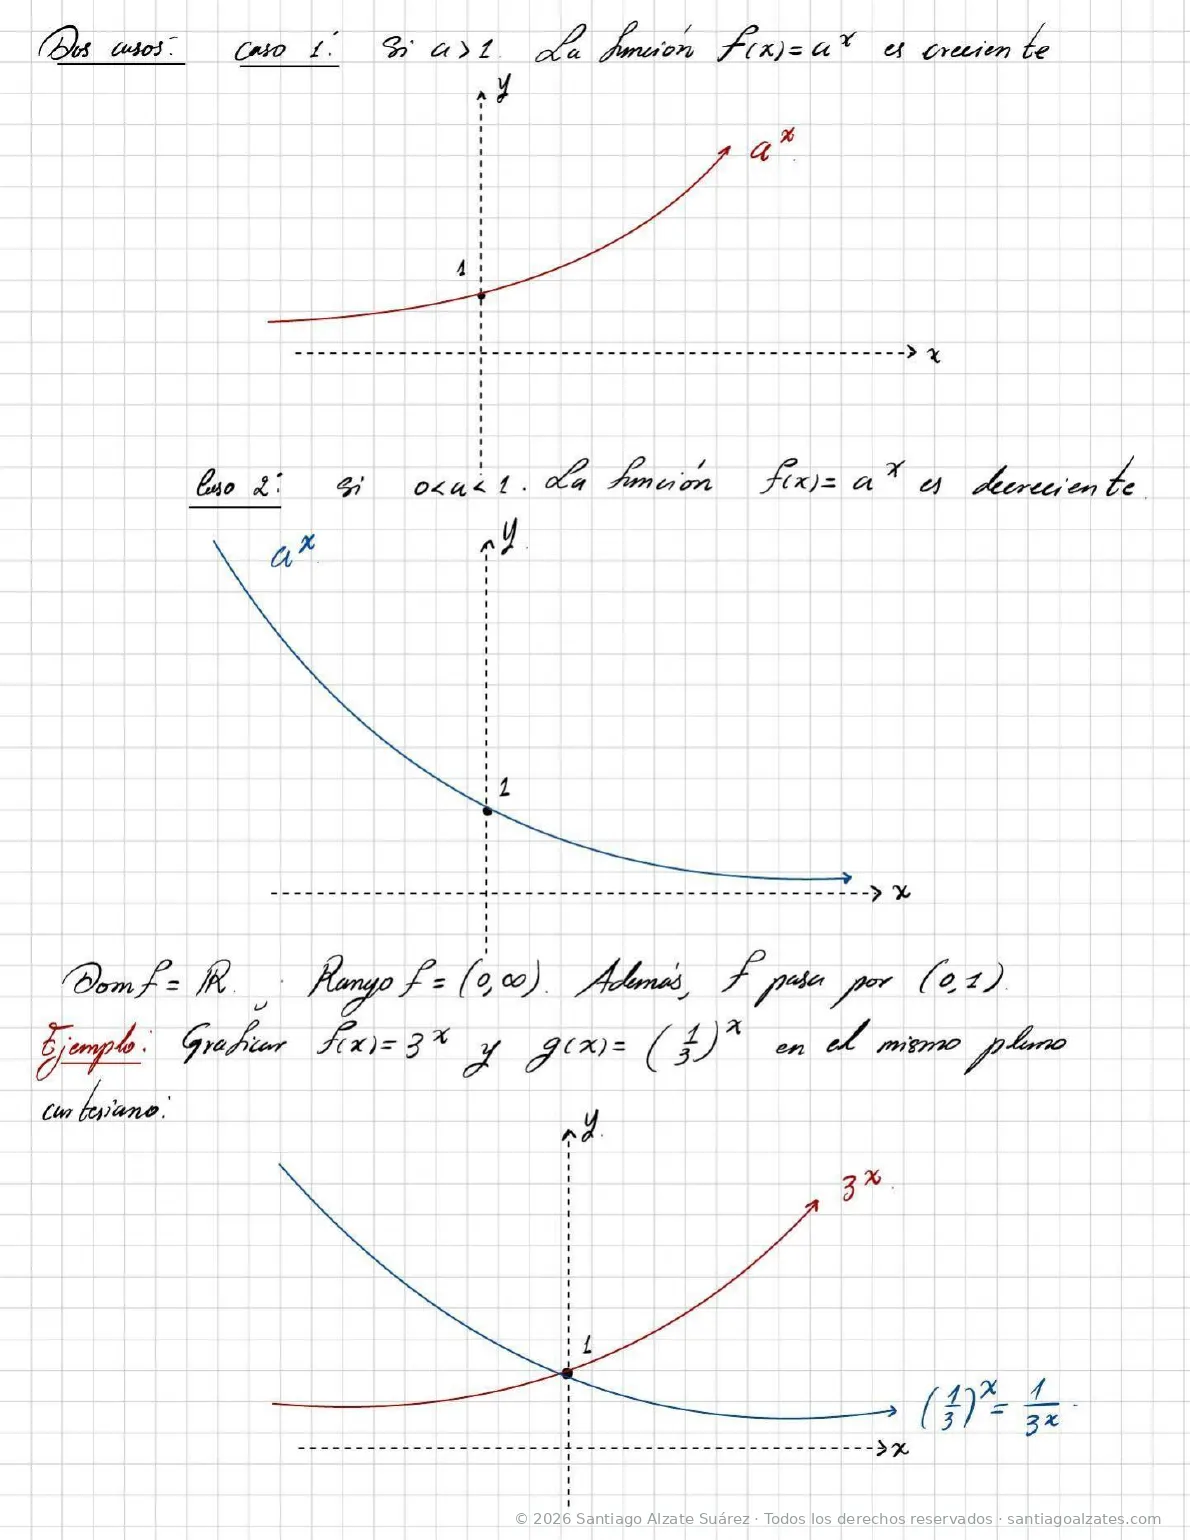 Dos casos: caso 1: Si a>1. La función f(x)=a^x es creciente
y
a^x
1
x
Caso 2: Si 0<a<1. La función f(x)= a^x es decreciente.
a^x
y
1
x
Dom f = ℝ. Rango f = (0,∞). Además, f pasa por (0,1).
Ejemplo: Graficar f(x)=3^x y g(x)= (1/3)^x en el mismo plano
cartesiano:
y
3^x
1
(1/3)^x = 1/3^x
x
© 2026 Santiago Alzate Suárez · Todos los derechos reservados · santiagoalzates.com